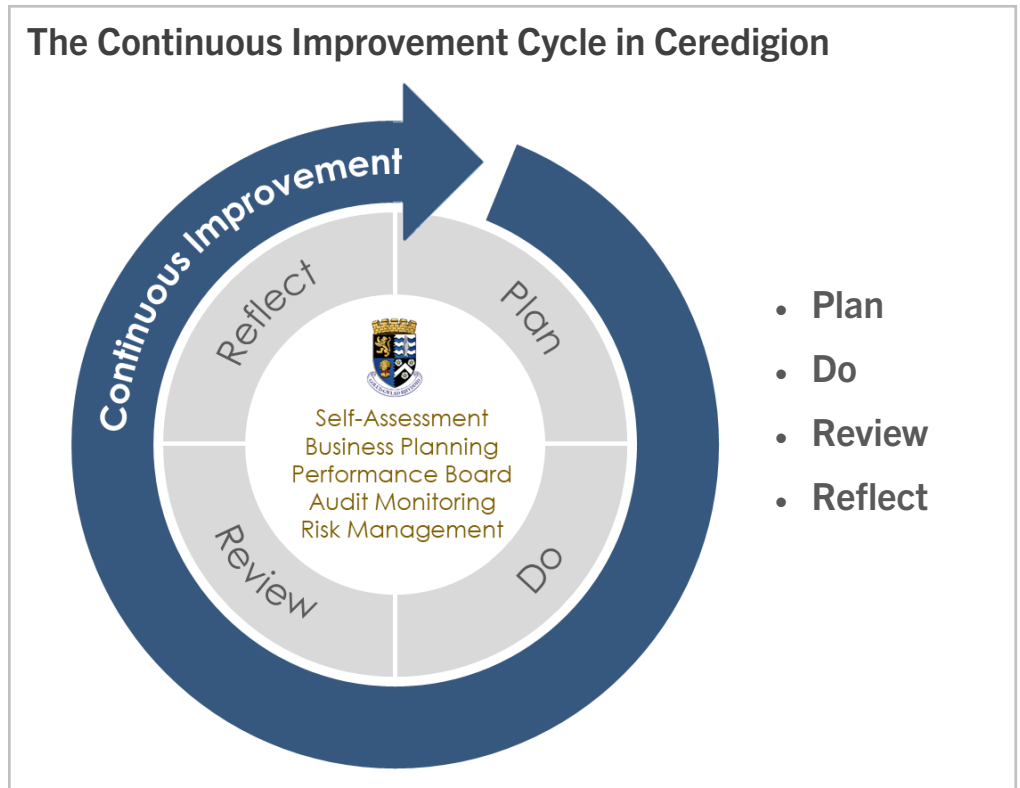 The Continuous Improvement Cycle in Ceredigion
Continuous Improvement
Reflect
Plan
Self-Assessment
Business Planning
Performance Board
Audit Monitoring
Risk Management
Review
Do
• Plan
• Do
• Review
• Reflect